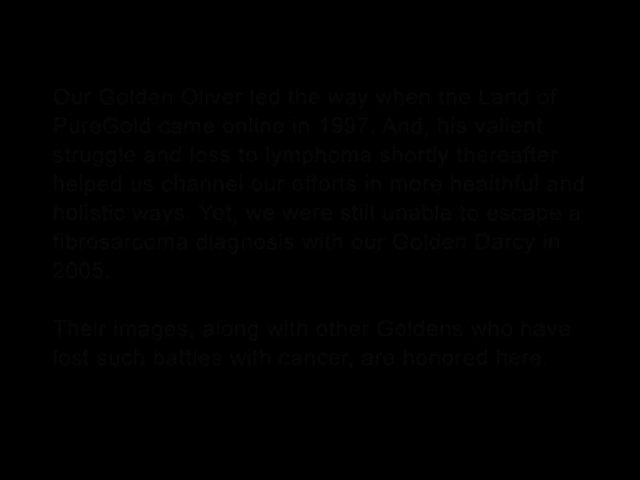 Our Golden Oliver led the way when the Land of
PureGold came online in 1997. And, his valient
struggle and loss to lymphoma shortly thereafter
helped us channel our efforts in more healthful and
holistic ways. Yet, we were still unable to escape a
fibrosarcoma diagnosis with our Golden Darcy in
2005.
Their images, along with other Goldens who have
lost such battles with cancer, are honored here.